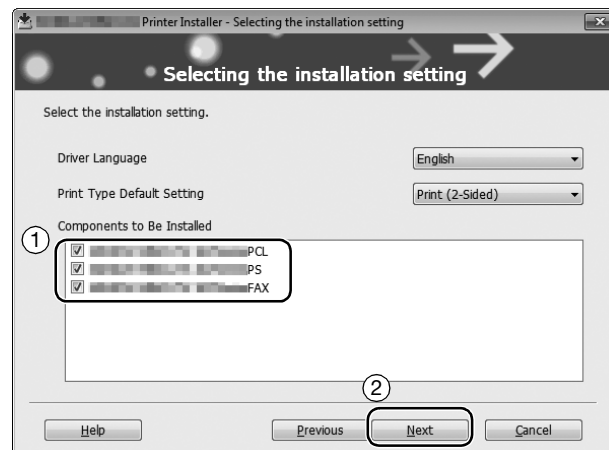 Printer Installer - Selecting the installation setting
Selecting the installation setting
Select the installation setting.
Driver Language English
Print Type Default Setting Print (2-Sided)
Components to Be Installed
1
PCL
PS
FAX
2
Help Previous Next Cancel